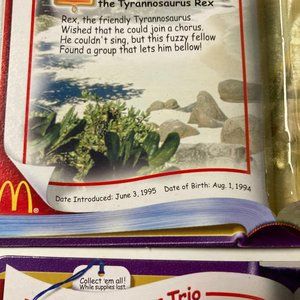 the Tyrannosaurus Rex
Rex, the friendly Tyrannosaurus
Wished that he could join a chorus.
He couldn't sing, but this fuzzy fellow
Found a group that lets him bellow!
Date Introduced: June 3, 1995 Date of Birth: Aug. 1, 1994
Collect 'em all!
While supplies last.
Trio